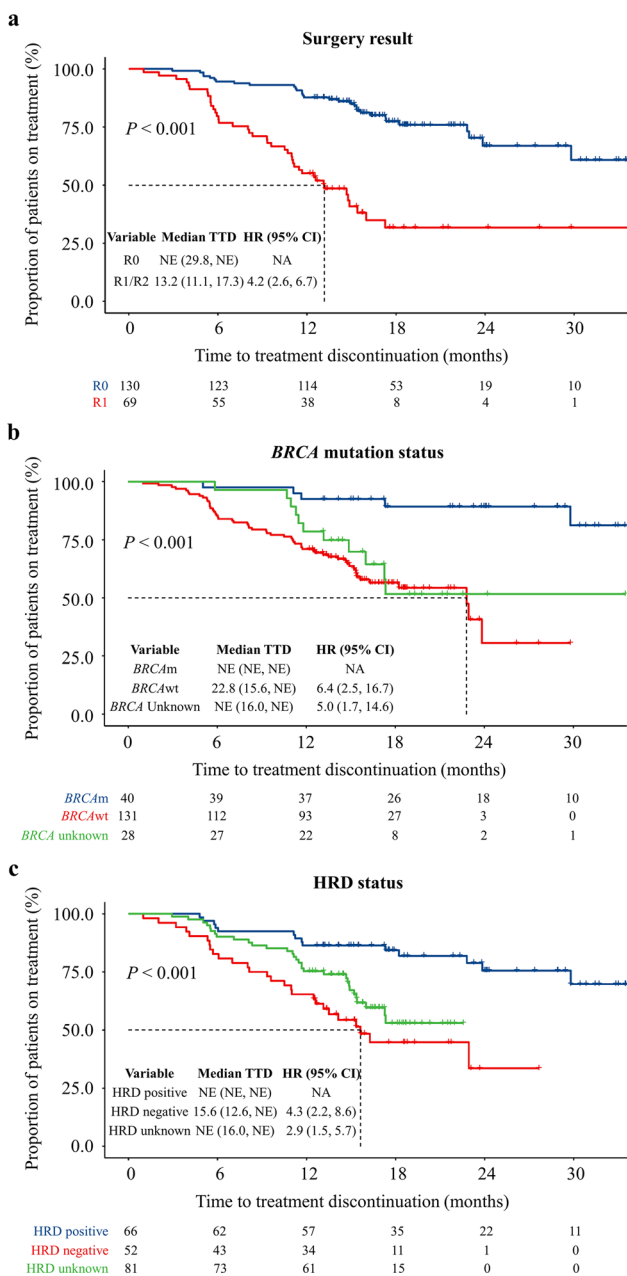 a
Surgery result
Proportion of patients on treatment (%)
100.0
75.0
50.0
25.0
0.0
P < 0.001
Variable Median TTD HR (95% CI)
R0 NE (29.8, NE) NA
R1/R2 13.2 (11.1, 17.3) 4.2 (2.6, 6.7)
0 6 12 18 24 30
Time to treatment discontinuation (months)
R0 130 123 114 53 19 10
R1 69 55 38 8 4 1
b
BRCA mutation status
Proportion of patients on treatment (%)
100.0
75.0
50.0
25.0
0.0
P < 0.001
Variable Median TTD HR (95% CI)
BRCAm NE (NE, NE) NA
BRCAwt 22.8 (15.6, NE) 6.4 (2.5, 16.7)
BRCA Unknown NE (16.0, NE) 5.0 (1.7, 14.6)
0 6 12 18 24 30
Time to treatment discontinuation (months)
BRCAm 40 39 37 26 18 10
BRCAwt 131 112 93 27 3 0
BRCA unknown 28 27 22 8 2 1
c
HRD status
Proportion of patients on treatment (%)
100.0
75.0
50.0
25.0
0.0
P < 0.001
Variable Median TTD HR (95% CI)
HRD positive NE (NE, NE) NA
HRD negative 15.6 (12.6, NE) 4.3 (2.2, 8.6)
HRD unknown NE (16.0, NE) 2.9 (1.5, 5.7)
0 6 12 18 24 30
Time to treatment discontinuation (months)
HRD positive 66 62 57 35 22 11
HRD negative 52 43 34 11 1 0
HRD unknown 81 73 61 15 0 0